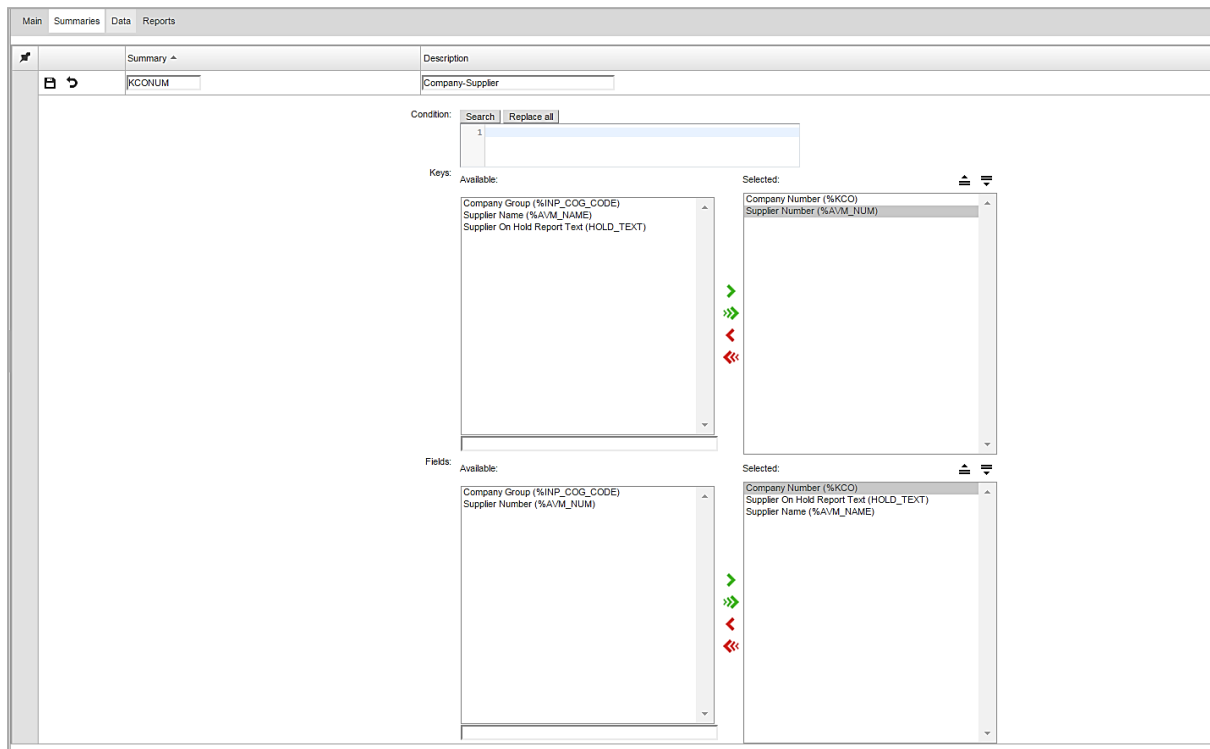 Main Summaries Data Reports
Summary Description
KCONUM Company-Supplier
Condition: Search Replace all
1
Keys: Available: Selected:
Company Group (%INP_COG_CODE)
Supplier Name (%AVM_NAME)
Supplier On Hold Report Text (HOLD_TEXT)
Company Number (%KCO)
Supplier Number (%AVM_NUM)
Fields: Available: Selected:
Company Group (%INP_COG_CODE)
Supplier Number (%AVM_NUM)
Company Number (%KCO)
Supplier On Hold Report Text (HOLD_TEXT)
Supplier Name (%AVM_NAME)